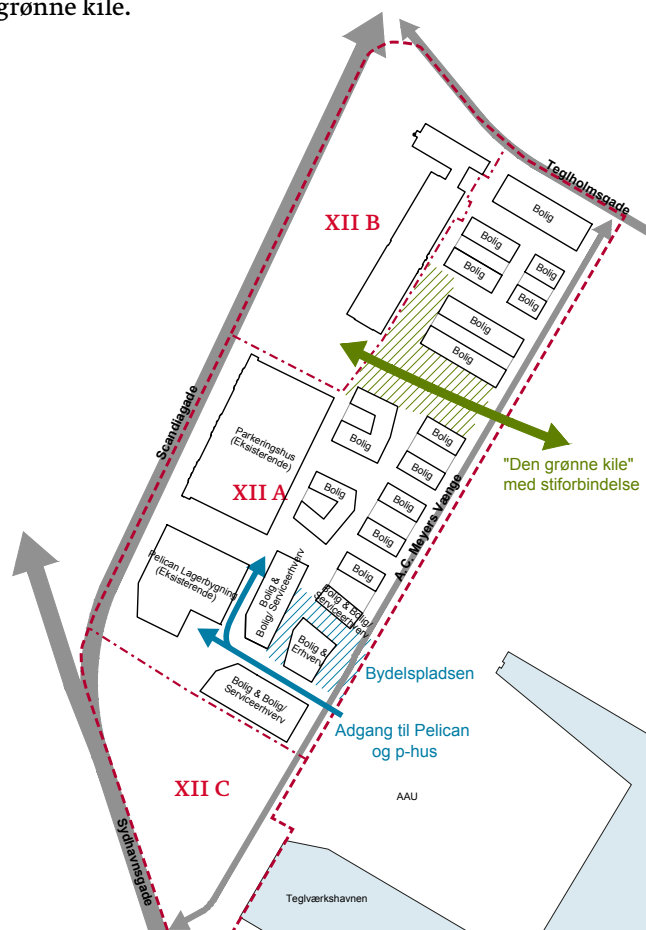 grønne kile.
Teglholmsgade
Bolig
XII B
Bolig
Bolig
Bolig
Bolig
Bolig
Bolig
Scandiagade
Parkeringshus
(Eksisterende)
Bolig
Bolig
Bolig
"Den grønne kile"
med stiforbindelse
XII A
Bolig
Bolig
Bolig
A.C. Meyers Vænge
Pelican Lagerbygning
(Eksisterende)
Bolig &
Bolig/ Serviceerhverv
Bolig
Bolig & Bolig/
Serviceerhverv
Bolig &
Erhverv
Bydelspladsen
Bolig & Bolig/
Serviceerhverv
Adgang til Pelican
og p-hus
XII C
AAU
Sydhavnsgade
Teglværkshavnen